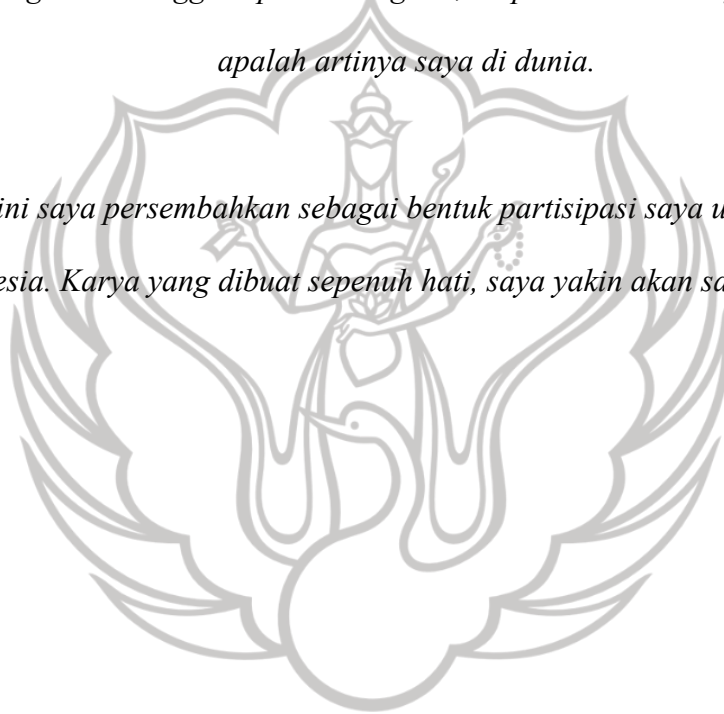 apalah artinya saya di dunia.
ini saya persembahkan sebagai bentuk partisipasi saya
esia. Karya yang dibuat sepenuh hati, saya yakin akan